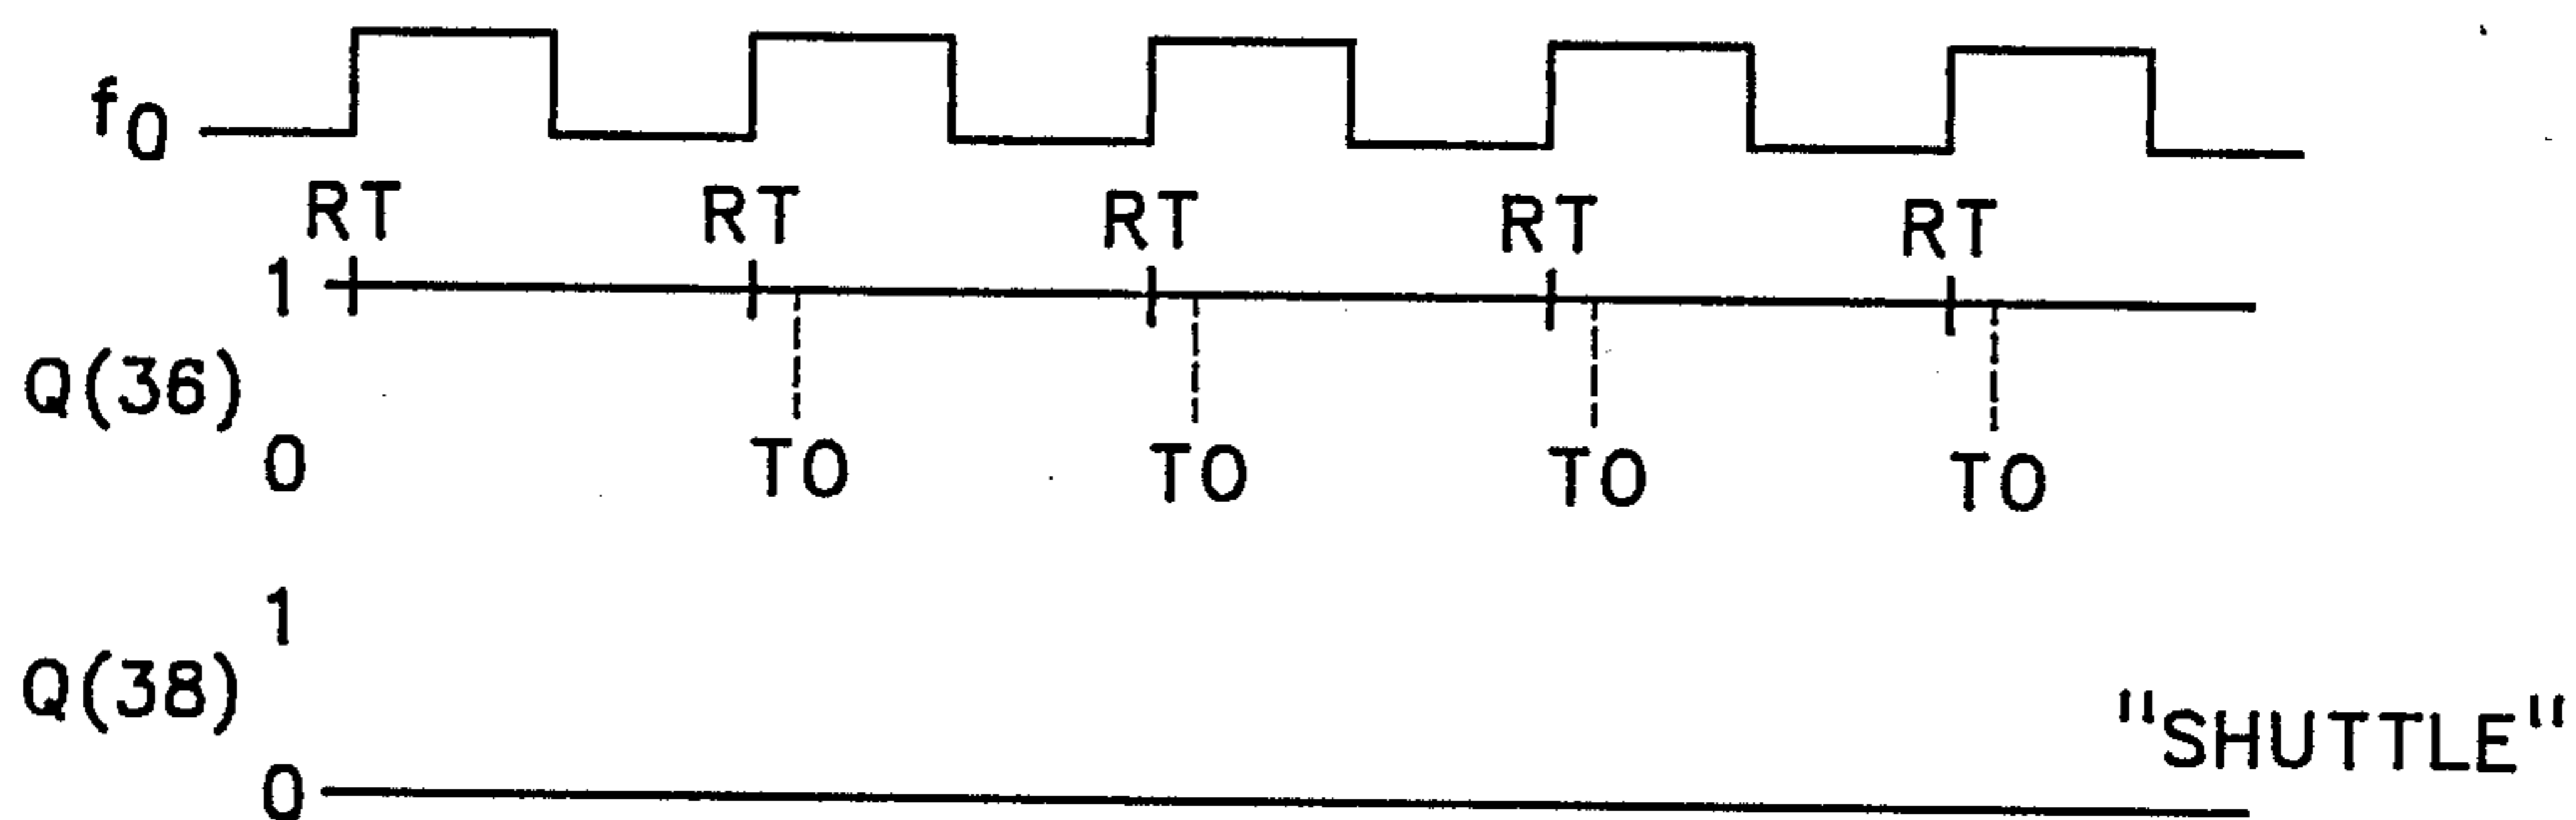 f0
RT RT RT RT RT
1
Q(36)
0
TO TO TO TO
1
Q(38)
"SHUTTLE"
0